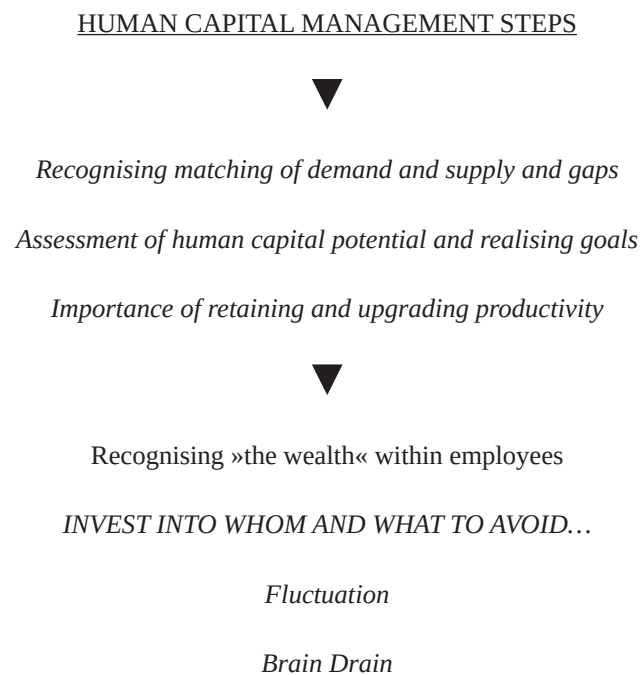 HUMAN CAPITAL MANAGEMENT STEPS
Recognising matching of demand and supply and gaps
Assessment of human capital potential and realising goals
Importance of retaining and upgrading productivity
Recognising »the wealth« within employees
INVEST INTO WHOM AND WHAT TO AVOID…
Fluctuation
Brain Drain